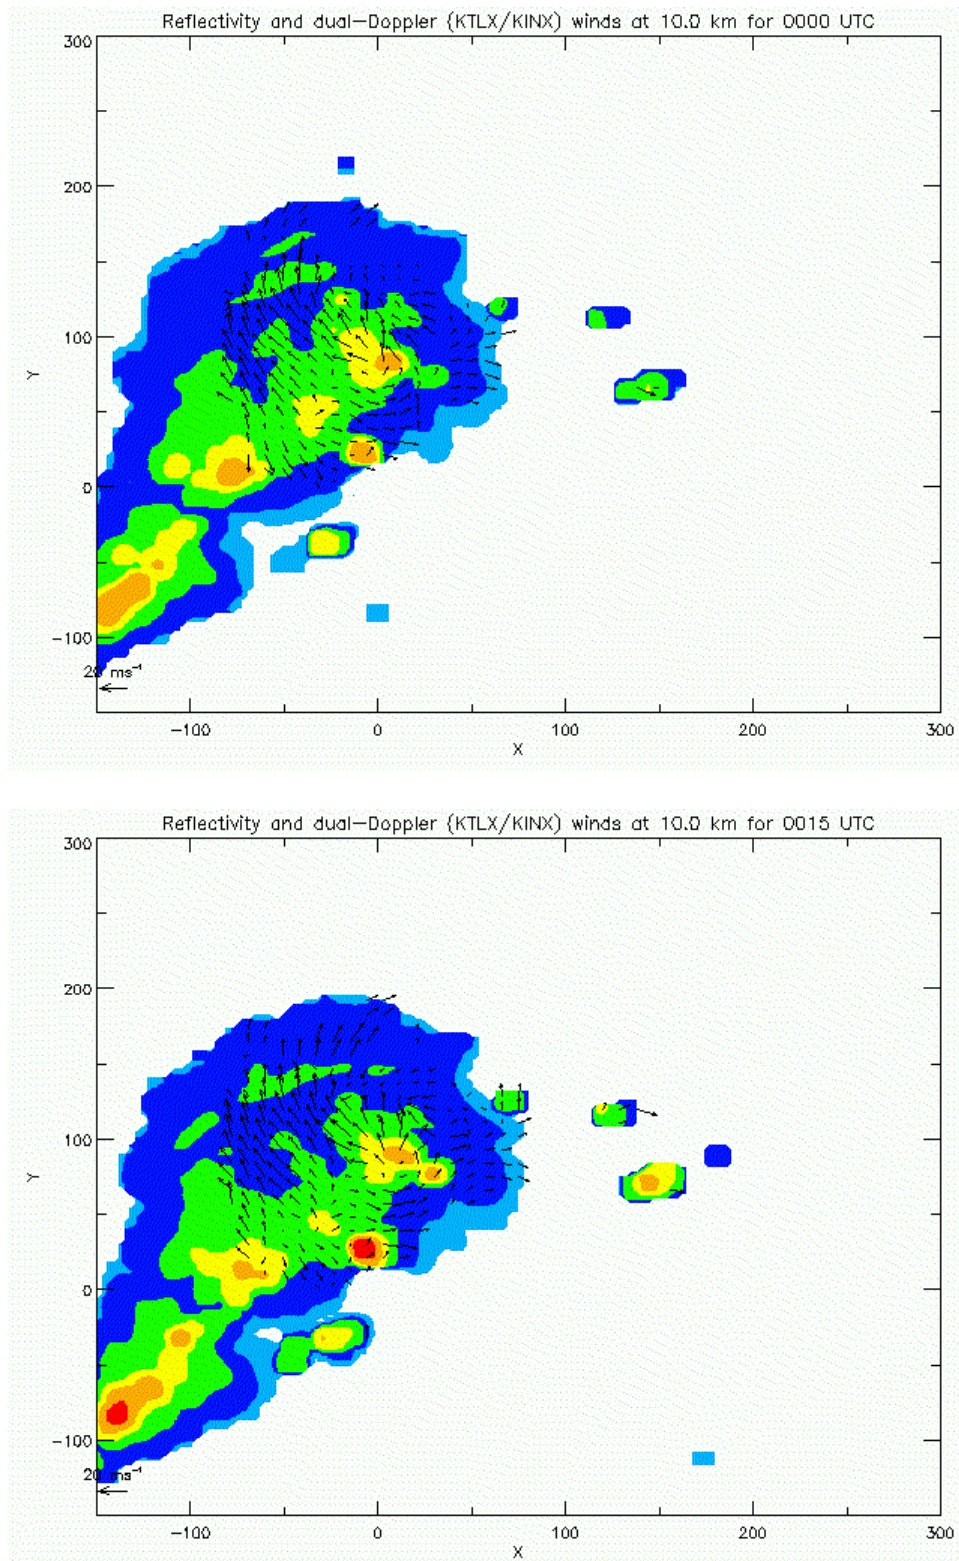 Reflectivity and dual-Doppler (KTLX/KINX) winds at 10.0 km for 0000 UTC
300
200
100
Y
0
-100
20 ms⁻¹
-100 0 100 200 300
X
Reflectivity and dual-Doppler (KTLX/KINX) winds at 10.0 km for 0015 UTC
300
200
100
Y
0
-100
20 ms⁻¹
-100 0 100 200 300
X